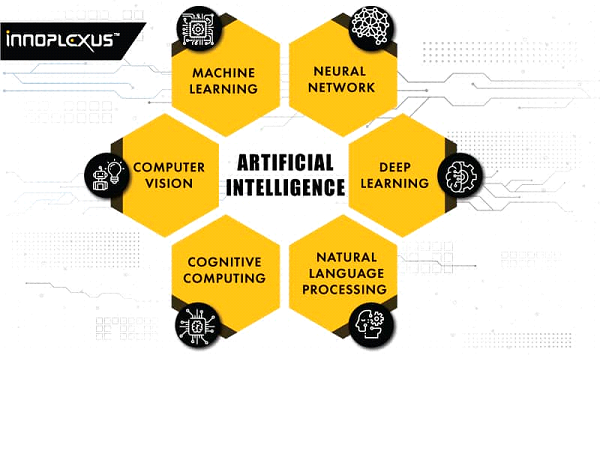 INNOPLEXUS™
MACHINE
LEARNING
NEURAL
NETWORK
COMPUTER
VISION
ARTIFICIAL
INTELLIGENCE
DEEP
LEARNING
COGNITIVE
COMPUTING
NATURAL
LANGUAGE
PROCESSING